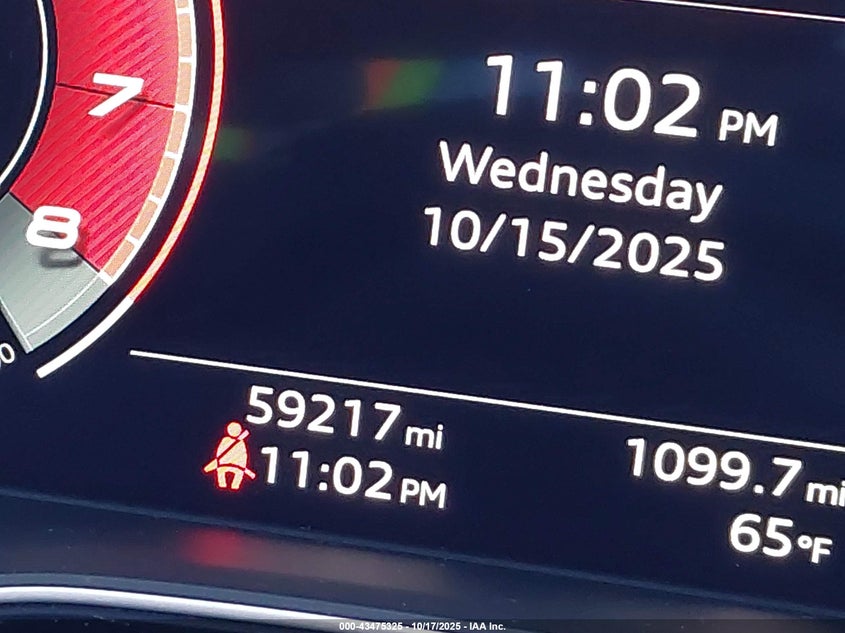 7
8
11:02 PM
Wednesday
10/15/2025
59217 mi
1099.7 mi
11:02 PM
65°F
000-43475325 - 10/17/2025 - IAA Inc.